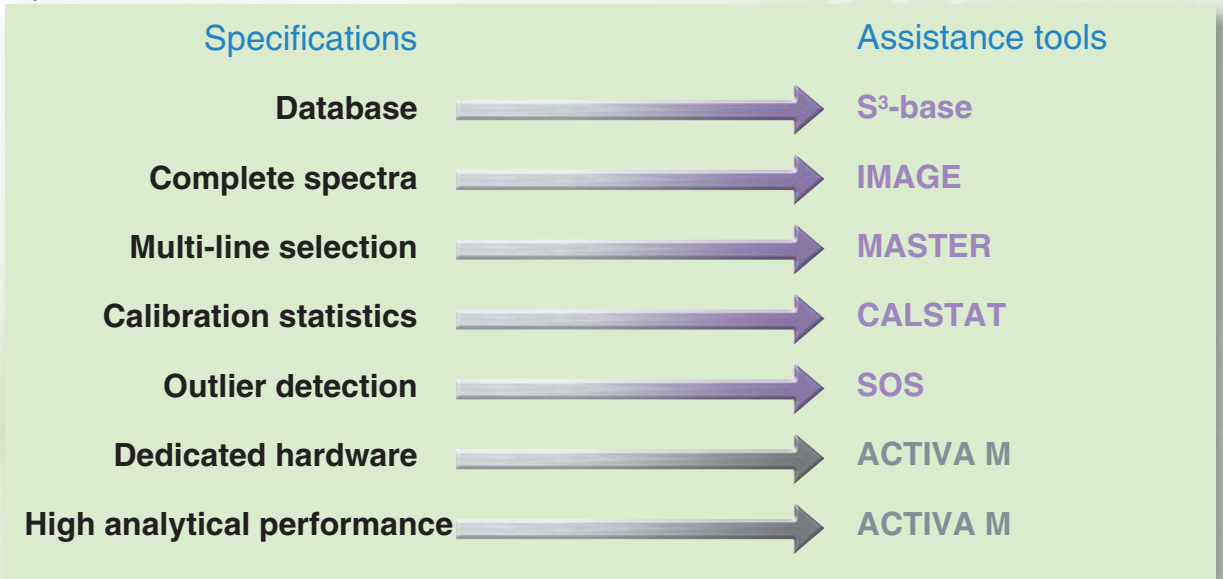 Specifications Assistance tools
Database S³-base
Complete spectra IMAGE
Multi-line selection MASTER
Calibration statistics CALSTAT
Outlier detection SOS
Dedicated hardware ACTIVA M
High analytical performance ACTIVA M